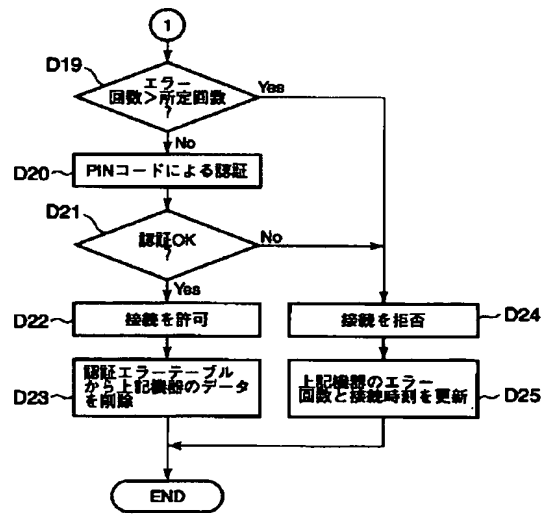 1
D19
エラー
回数>所定回数
?
Yes
No
D20
PINコードによる認証
D21
認証OK
?
No
Yes
D22
接続を許可
接続を拒否
D24
D23
認証エラーテーブル
から上記機器のデータ
を削除
上記機器のエラー
回数と接続時刻を更新
D25
END